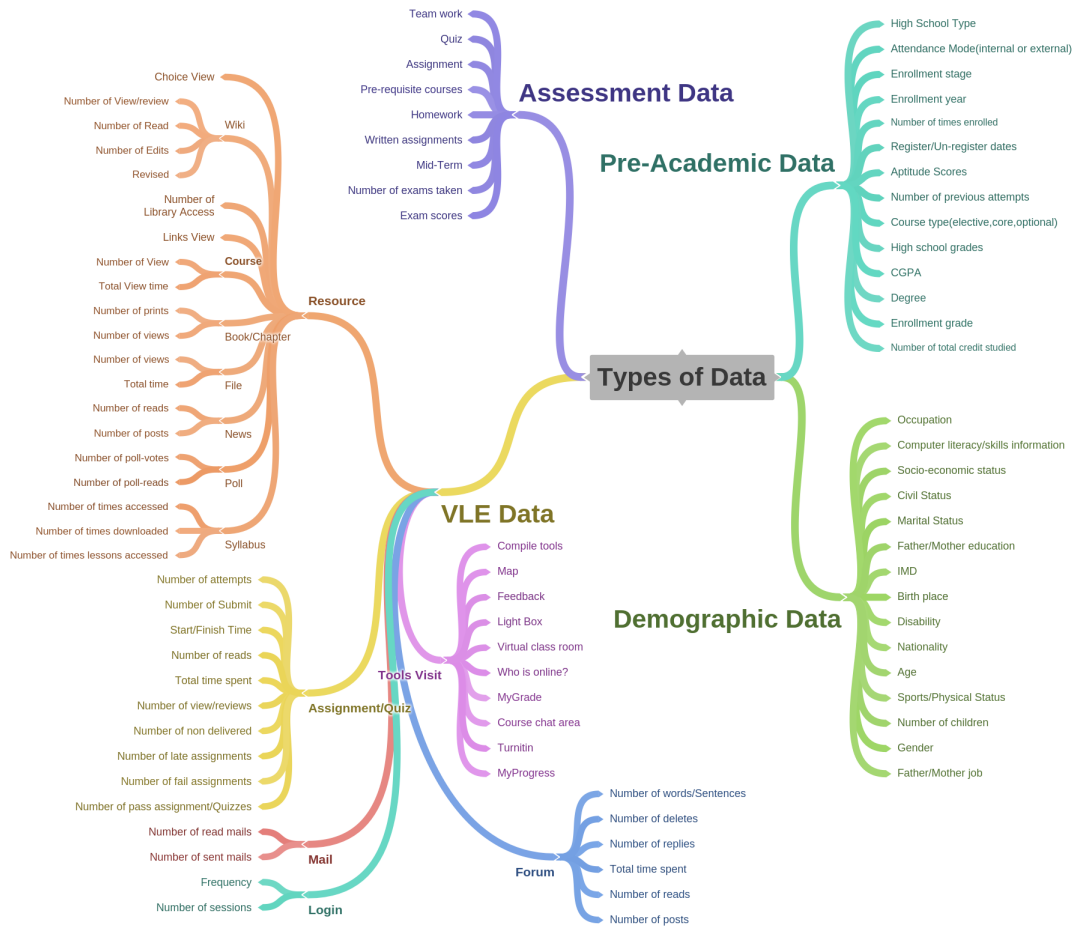 Types of Data
Assessment Data
Team work
Quiz
Assignment
Pre-requisite courses
Homework
Written assignments
Mid-Term
Number of exams taken
Exam scores
Pre-Academic Data
High School Type
Attendance Mode(internal or external)
Enrollment stage
Enrollment year
Number of times enrolled
Register/Un-register dates
Aptitude Scores
Number of previous attempts
Course type(elective,core,optional)
High school grades
CGPA
Degree
Enrollment grade
Number of total credit studied
Demographic Data
Occupation
Computer literacy/skills information
Socio-economic status
Civil Status
Marital Status
Father/Mother education
IMD
Birth place
Disability
Nationality
Age
Sports/Physical Status
Number of children
Gender
Father/Mother job
VLE Data
Resource
Choice View
Wiki
Number of View/review
Number of Read
Number of Edits
Revised
Number of
Library Access
Links View
Course
Number of View
Total View time
Book/Chapter
Number of prints
Number of views
File
Number of views
Total time
News
Number of reads
Number of posts
Poll
Number of poll-votes
Number of poll-reads
Syllabus
Number of times accessed
Number of times downloaded
Number of times lessons accessed
Assignment/Quiz
Number of attempts
Number of Submit
Start/Finish Time
Number of reads
Total time spent
Number of view/reviews
Number of non delivered
Number of late assignments
Number of fail assignments
Number of pass assignment/Quizzes
Mail
Number of read mails
Number of sent mails
Login
Frequency
Number of sessions
Tools Visit
Compile tools
Map
Feedback
Light Box
Virtual class room
Who is online?
MyGrade
Course chat area
Turnitin
MyProgress
Forum
Number of words/Sentences
Number of deletes
Number of replies
Total time spent
Number of reads
Number of posts